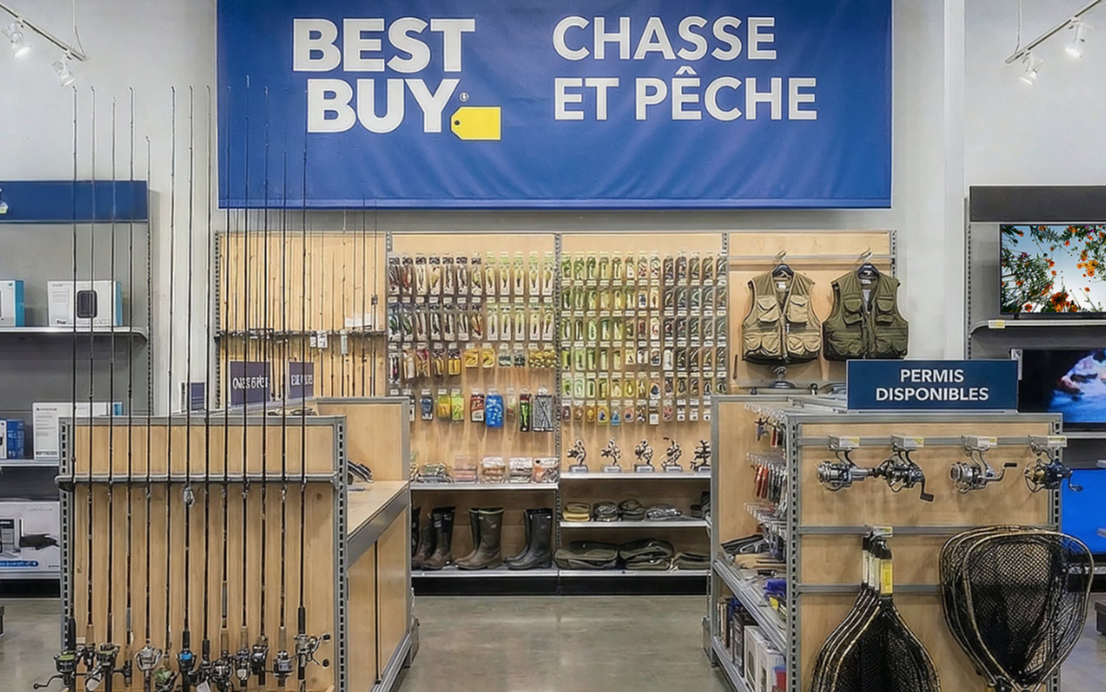 BEST
BUY
CHASSE
ET PÊCHE
PERMIS
DISPONIBLES